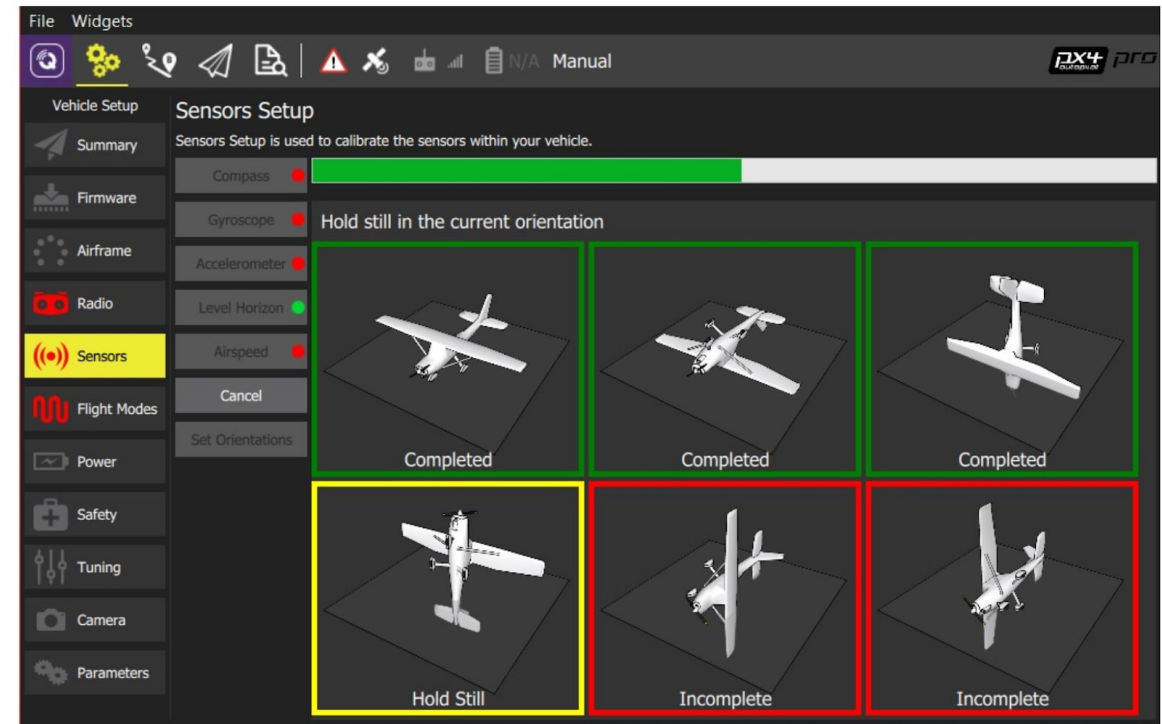 File Widgets
N/A Manual
px4 pro
autopilot
Vehicle Setup
Summary
Firmware
Airframe
Radio
Sensors
Flight Modes
Power
Safety
Tuning
Camera
Parameters
Sensors Setup
Sensors Setup is used to calibrate the sensors within your vehicle.
Compass
Gyroscope
Accelerometer
Level Horizon
Airspeed
Cancel
Set Orientations
Hold still in the current orientation
Completed Completed Completed
Hold Still Incomplete Incomplete